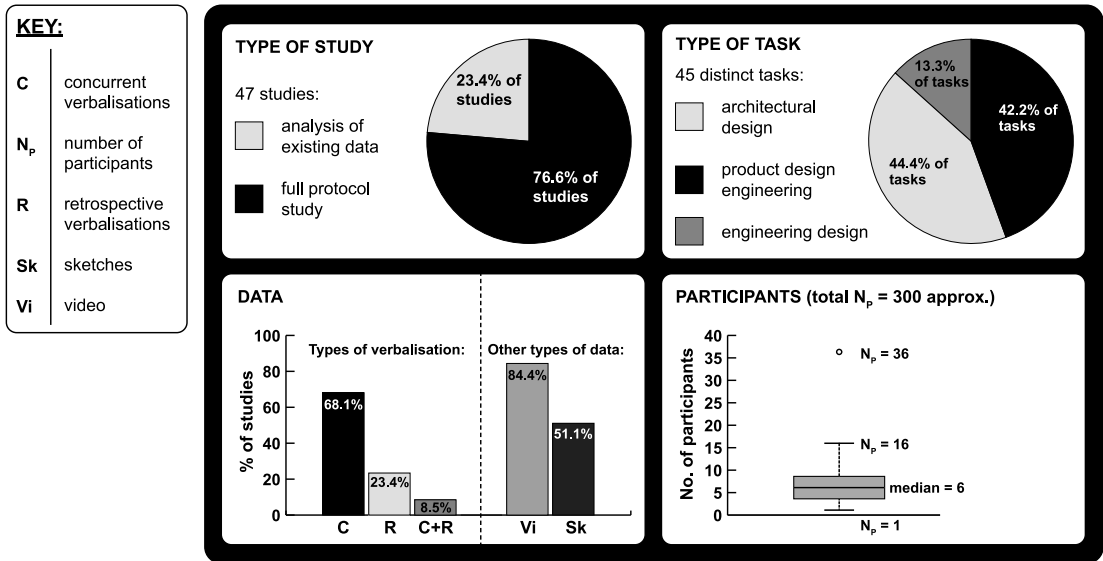 KEY:
C concurrent
verbalisations
N_P number of
participants
R retrospective
verbalisations
Sk sketches
Vi video
TYPE OF STUDY
47 studies:
analysis of
existing data
full protocol
study
23.4% of
studies
76.6% of
studies
TYPE OF TASK
45 distinct tasks:
architectural
design
product design
engineering
engineering design
13.3%
of tasks
42.2% of
tasks
44.4% of
tasks
DATA
Types of verbalisation:
Other types of data:
% of studies
100
80
60
40
20
0
68.1%
23.4%
8.5%
84.4%
51.1%
C R C+R Vi Sk
PARTICIPANTS (total N_P = 300 approx.)
No. of participants
40
35
30
25
20
15
10
5
0
N_P = 36
N_P = 16
median = 6
N_P = 1